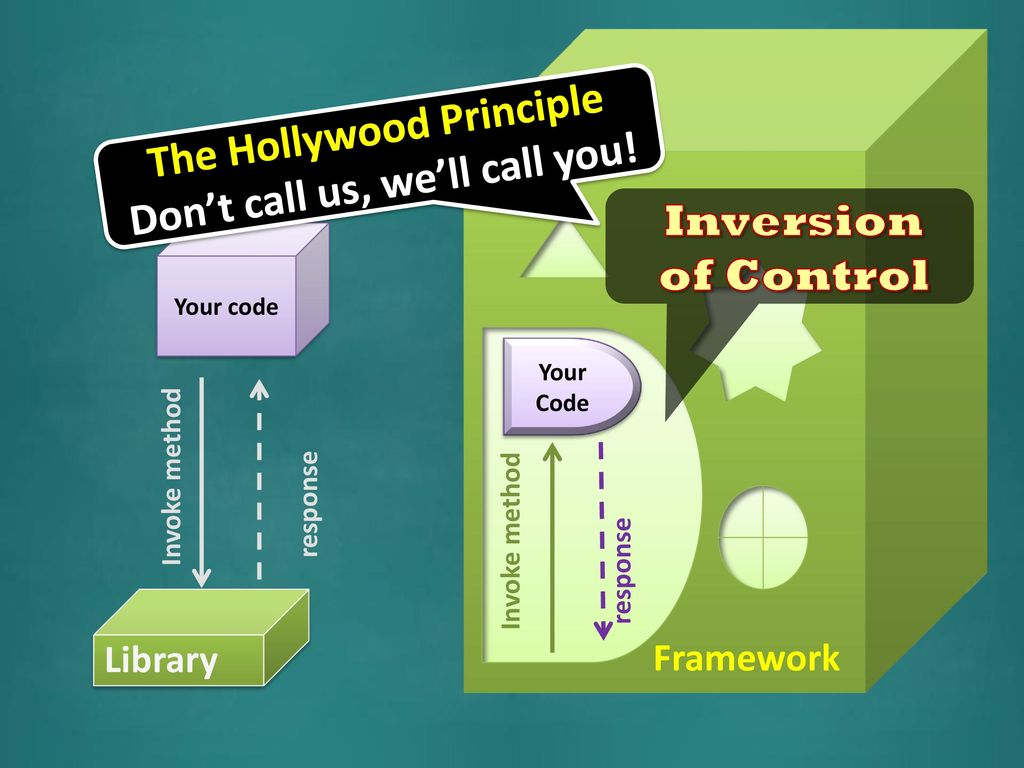 The Hollywood Principle
Don’t call us, we’ll call you!
Inversion
of Control
Your code
Invoke method
response
Library
Your
Code
Invoke method
response
Framework